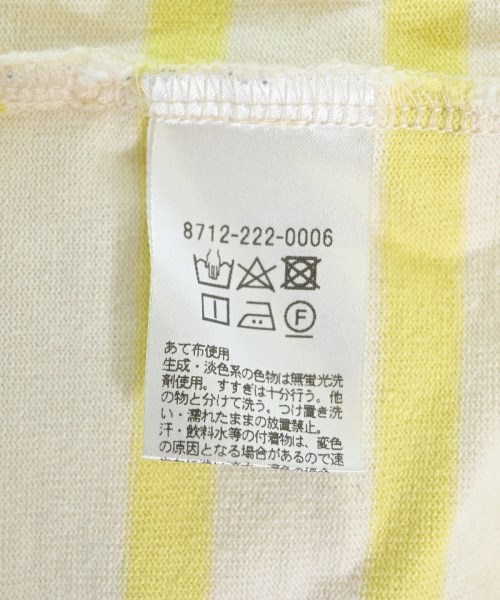 8712-222-0006
F
あて布使用
生成・淡色系の色物は無蛍光洗
剤使用。すすぎは十分行う。他
の物と分けて洗う、つけ置き洗
い・濡れたままの放置禁止。
汗・飲料水等の付着物は、変色
の原因となる場合があるので速